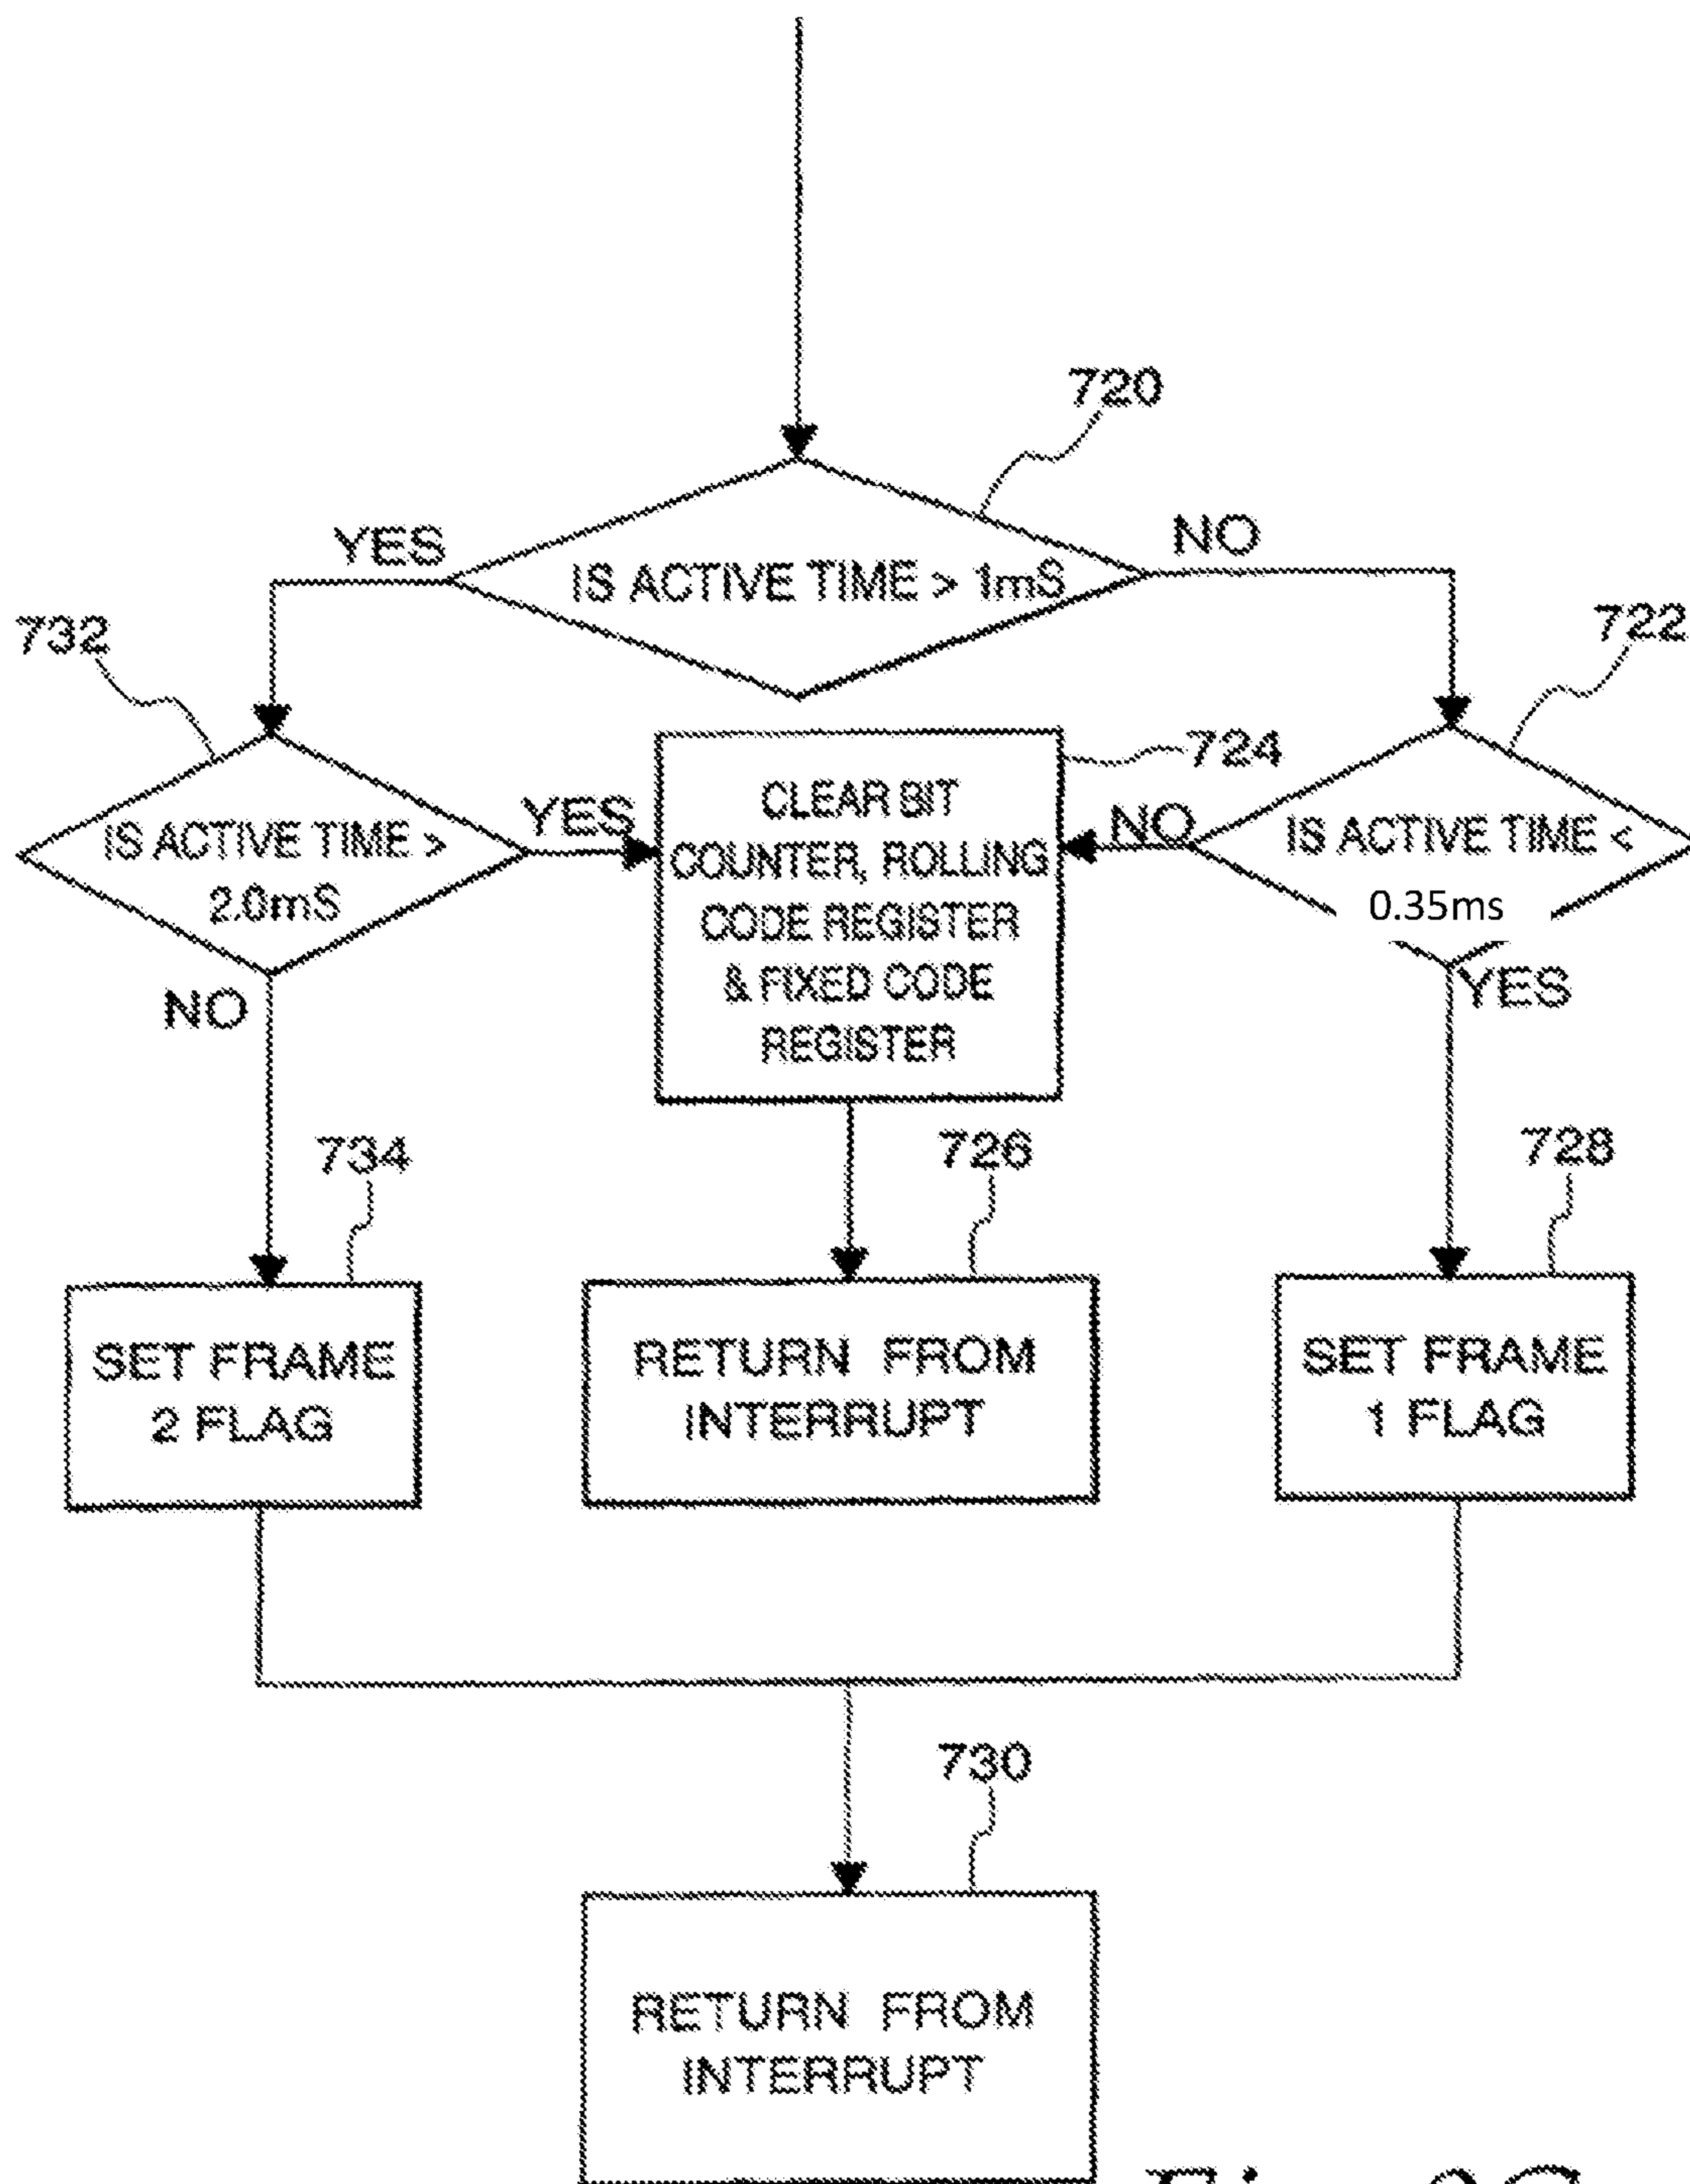 720
YES
NO
IS ACTIVE TIME > 1mS
732
722
724
CLEAR BIT
COUNTER, ROLLING
CODE REGISTER
& FIXED CODE
REGISTER
YES
NO
IS ACTIVE TIME >
2.0mS
IS ACTIVE TIME <
0.35ms
NO
YES
734
726
728
SET FRAME
2 FLAG
RETURN FROM
INTERRUPT
SET FRAME
1 FLAG
730
RETURN FROM
INTERRUPT